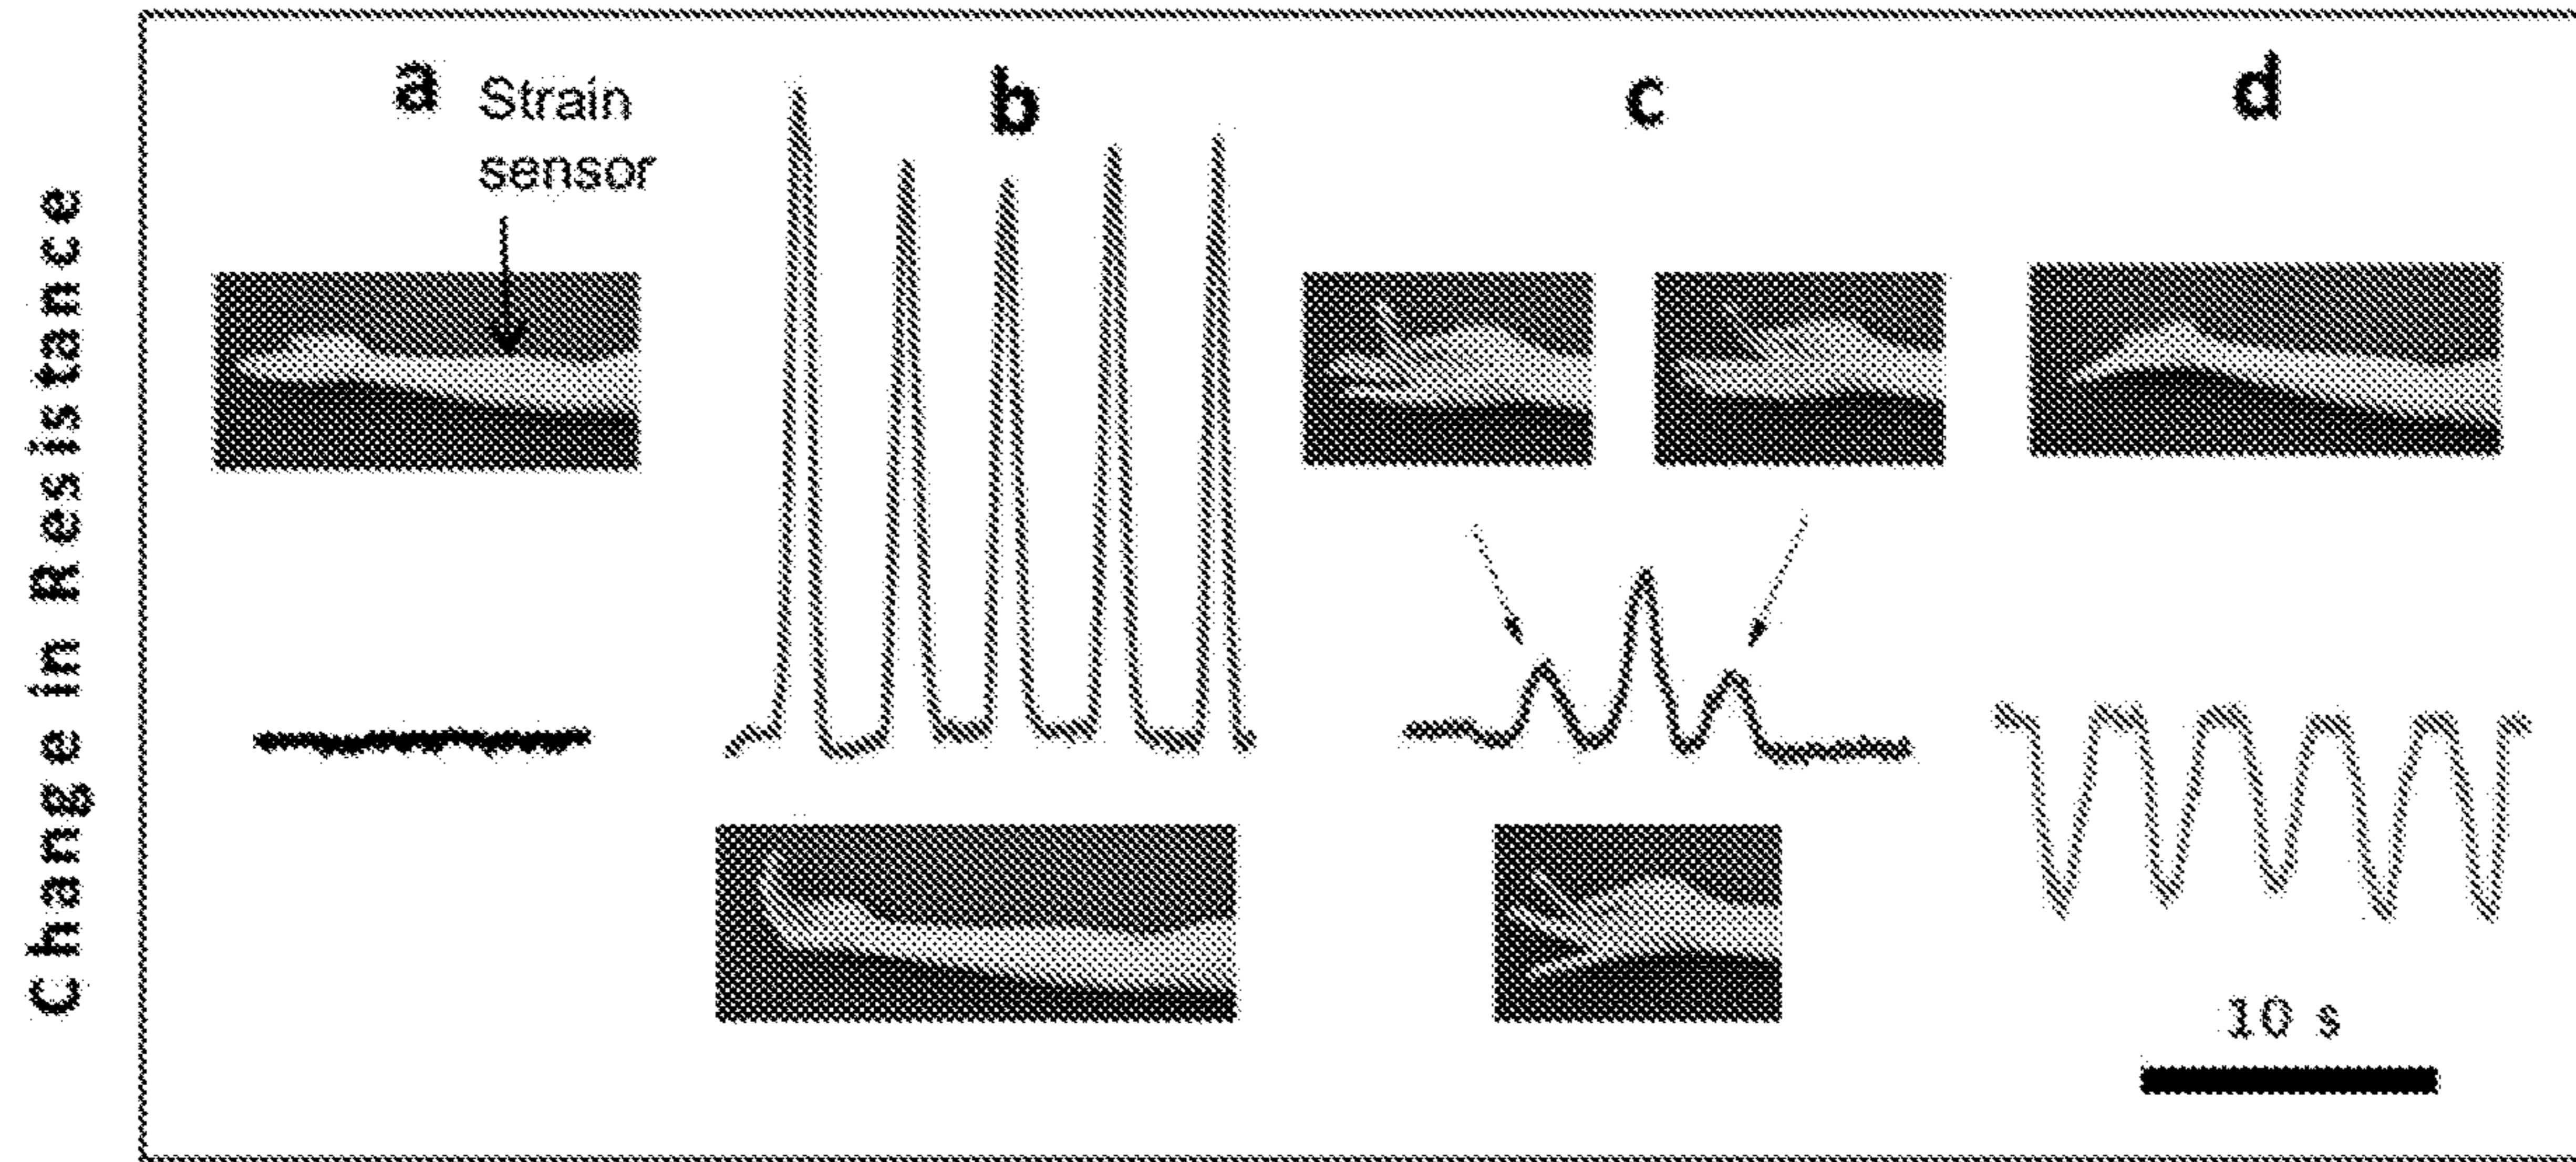 Change in Resistance
a
Strain
sensor
b
c
d
10 s